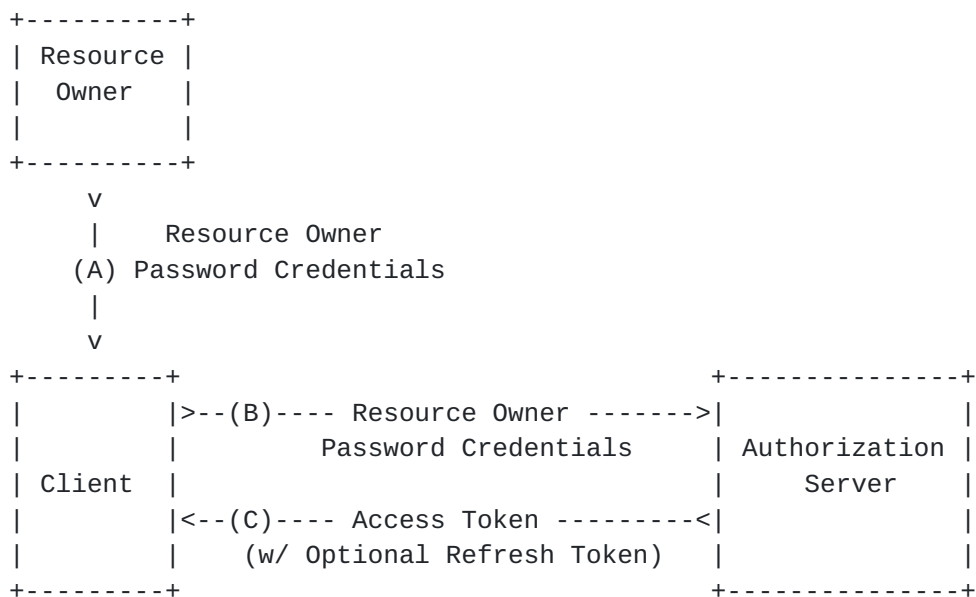 +----------+
| Resource |
|  Owner   |
|          |
+----------+
     v
     |    Resource Owner
    (A) Password Credentials
     |
     v
+---------+                                  +---------------+
|         |>--(B)---- Resource Owner ------->|               |
|         |         Password Credentials     | Authorization |
| Client  |                                  |     Server    |
|         |<--(C)---- Access Token ---------<|               |
|         |    (w/ Optional Refresh Token)   |               |
+---------+                                  +---------------+